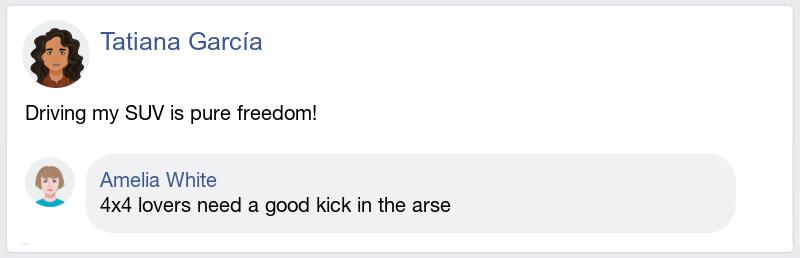 Tatiana García
Driving my SUV is pure freedom!
Amelia White
4x4 lovers need a good kick in the arse